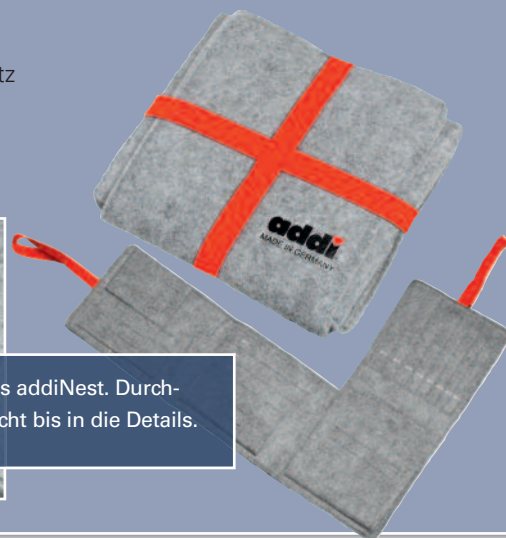 tz
addi
MADE IN GERMANY
s addiNest. Durch-
cht bis in die Details.